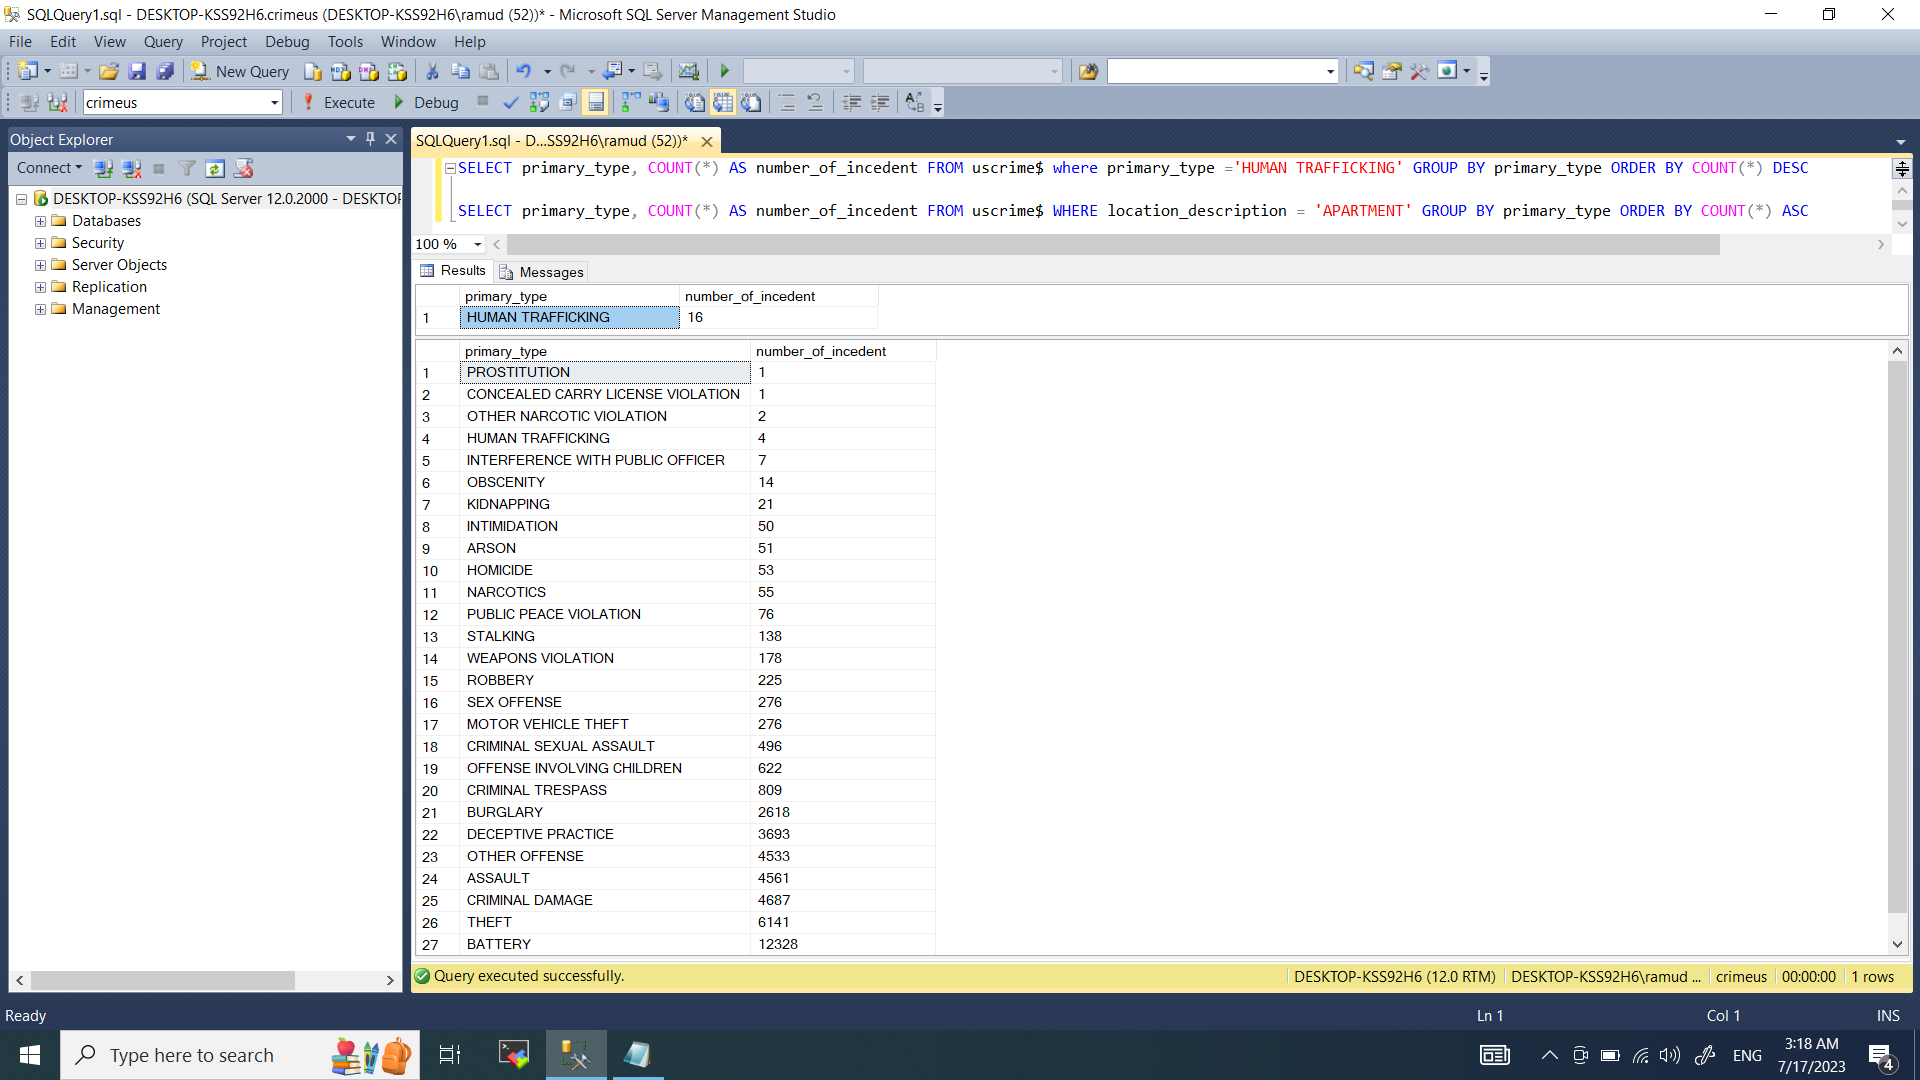 SQLQuery1.sql - DESKTOP-KSS92H6.crimeus (DESKTOP-KSS92H6\ramud (52))* - Microsoft SQL Server Management Studio
File Edit View Query Project Debug Tools Window Help
New Query
crimeus Execute Debug
Object Explorer
Connect
DESKTOP-KSS92H6 (SQL Server 12.0.2000 - DESKTOP
Databases
Security
Server Objects
Replication
Management
SQLQuery1.sql - D...SS92H6\ramud (52))*
SELECT primary_type, COUNT(*) AS number_of_incedent FROM uscrime$ where primary_type ='HUMAN TRAFFICKING' GROUP BY primary_type ORDER BY COUNT(*) DESC
SELECT primary_type, COUNT(*) AS number_of_incedent FROM uscrime$ WHERE location_description = 'APARTMENT' GROUP BY primary_type ORDER BY COUNT(*) ASC
100 %
Results Messages
primary_type number_of_incedent
1 HUMAN TRAFFICKING 16
primary_type number_of_incedent
1 PROSTITUTION 1
2 CONCEALED CARRY LICENSE VIOLATION 1
3 OTHER NARCOTIC VIOLATION 2
4 HUMAN TRAFFICKING 4
5 INTERFERENCE WITH PUBLIC OFFICER 7
6 OBSCENITY 14
7 KIDNAPPING 21
8 INTIMIDATION 50
9 ARSON 51
10 HOMICIDE 53
11 NARCOTICS 55
12 PUBLIC PEACE VIOLATION 76
13 STALKING 138
14 WEAPONS VIOLATION 178
15 ROBBERY 225
16 SEX OFFENSE 276
17 MOTOR VEHICLE THEFT 276
18 CRIMINAL SEXUAL ASSAULT 496
19 OFFENSE INVOLVING CHILDREN 622
20 CRIMINAL TRESPASS 809
21 BURGLARY 2618
22 DECEPTIVE PRACTICE 3693
23 OTHER OFFENSE 4533
24 ASSAULT 4561
25 CRIMINAL DAMAGE 4687
26 THEFT 6141
27 BATTERY 12328
Query executed successfully. DESKTOP-KSS92H6 (12.0 RTM) DESKTOP-KSS92H6\ramud ... crimeus 00:00:00 1 rows
Ready Ln 1 Col 1 INS
Type here to search
ENG
3:18 AM
7/17/2023
4